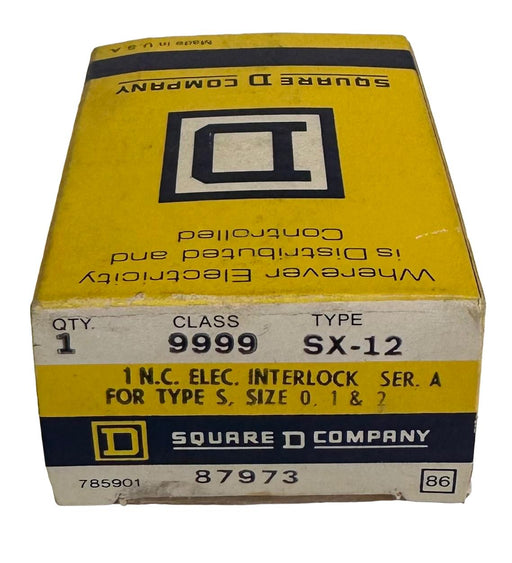 Made in U.S.A
SQUARE D COMPANY
D
Wherever Electricity
is Distributed and
Controlled
QTY. CLASS TYPE
1 9999 SX-12
1 N.C. ELEC. INTERLOCK SER. A
FOR TYPE S, SIZE 0, 1 & 2
D SQUARE D COMPANY
785901 87973 86